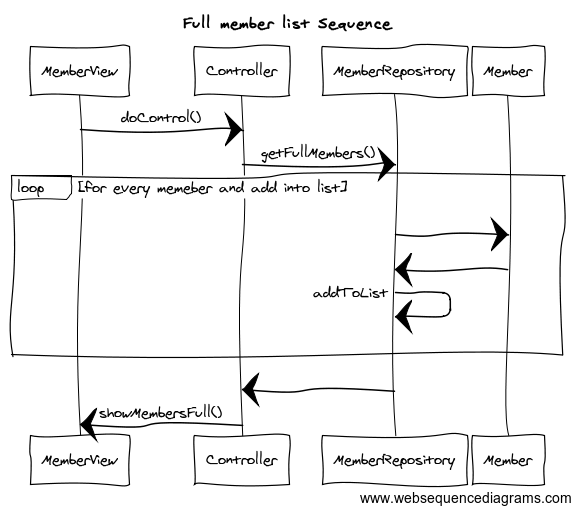 Full member list Sequence
MemberView
Controller
MemberRepository
Member
doControl()
getFullMembers()
loop
[for every memeber and add into list]
addToList
showMembersFull()
MemberView
Controller
MemberRepository
Member
www.websequencediagrams.com